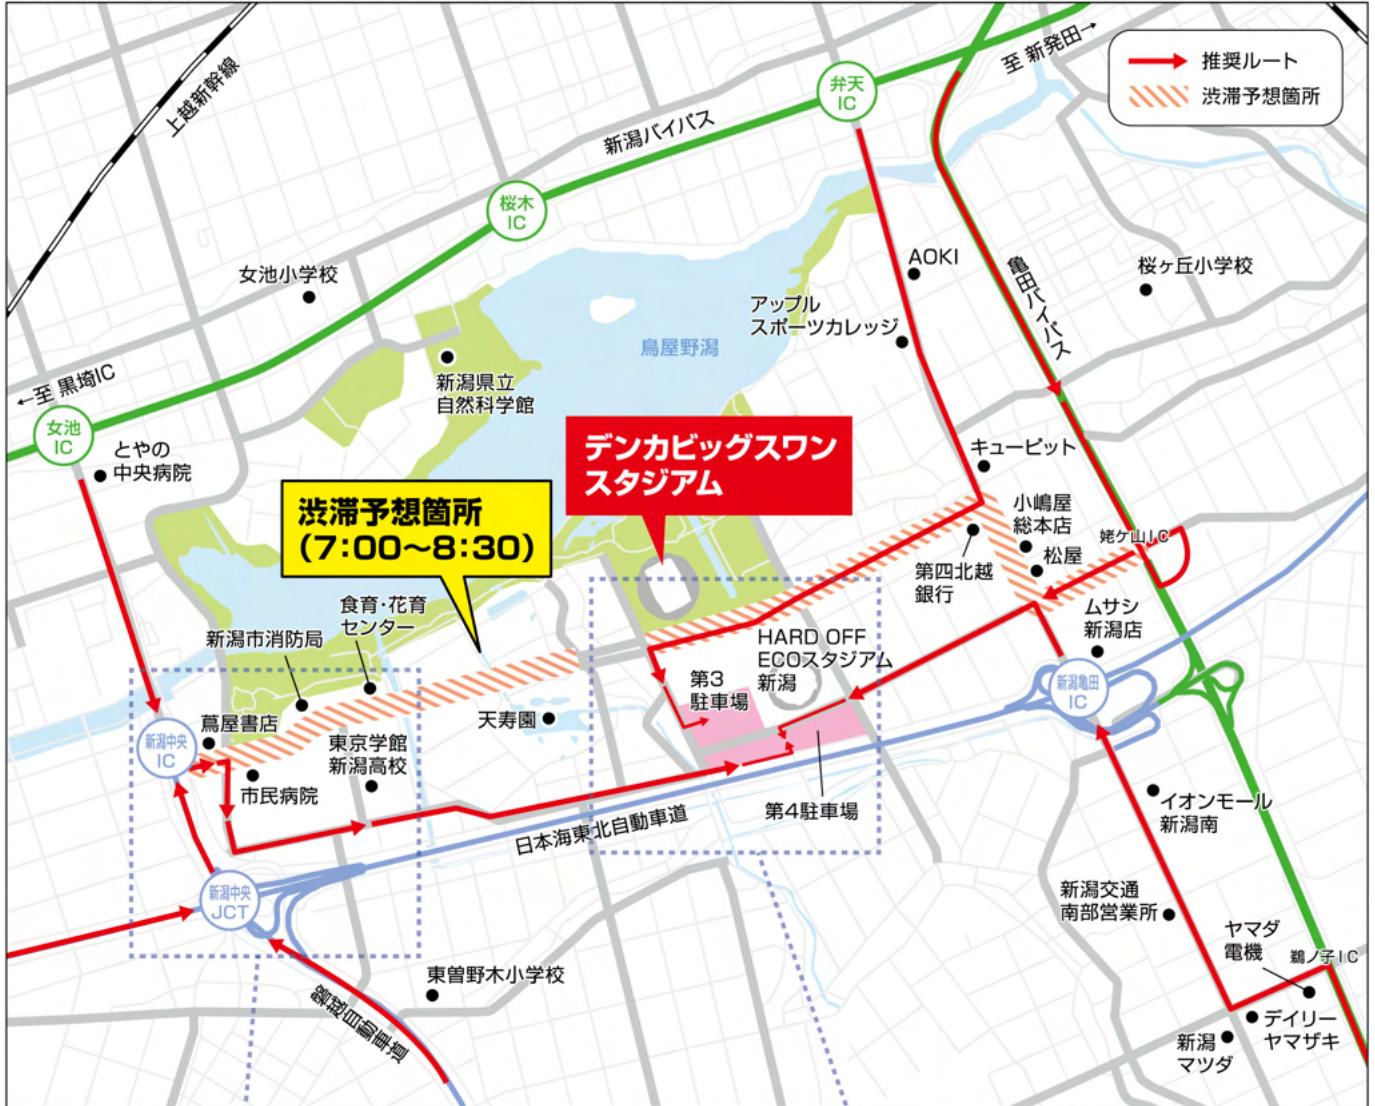 上越新幹線
至 新発田→
推奨ルート
渋滞予想箇所
弁天
IC
新潟バイパス
桜木
IC
女池小学校
AOKI
亀田バイパス
桜ヶ丘小学校
アップル
スポーツカレッジ
鳥屋野潟
新潟県立
自然科学館
←至 黒埼IC
女池
IC
とやの
中央病院
デンカビッグスワン
スタジアム
キューピット
渋滞予想箇所
(7:00〜8:30)
小嶋屋
総本店
松屋
姥ケ山IC
第四北越
銀行
食育・花育
センター
新潟市消防局
ムサシ
新潟店
HARD OFF
ECOスタジアム
新潟
第3
駐車場
新潟亀田
IC
天寿園
蔦屋書店
新潟中央
IC
東京学館
新潟高校
市民病院
第4駐車場
イオンモール
新潟南
日本海東北自動車道
新潟中央
JCT
新潟交通
南部営業所
ヤマダ
電機
鵜ノ子IC
東曽野木小学校
磐越自動車道
デイリー
ヤマザキ
新潟
マツダ